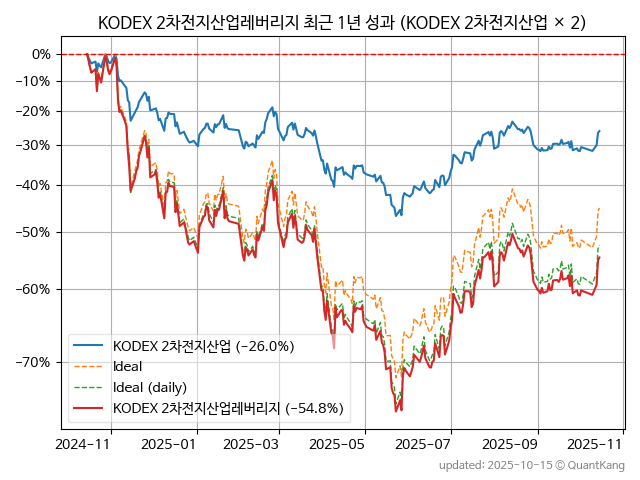 KODEX 2차전지산업레버리지 최근 1년 성과 (KODEX 2차전지산업 × 2)
0%
−10%
−20%
−30%
−40%
−50%
−60%
−70%
KODEX 2차전지산업 (−26.0%)
Ideal
Ideal (daily)
KODEX 2차전지산업레버리지 (−54.8%)
2024-11 2025-01 2025-03 2025-05 2025-07 2025-09 2025-11
updated: 2025-10-15 © QuantKang